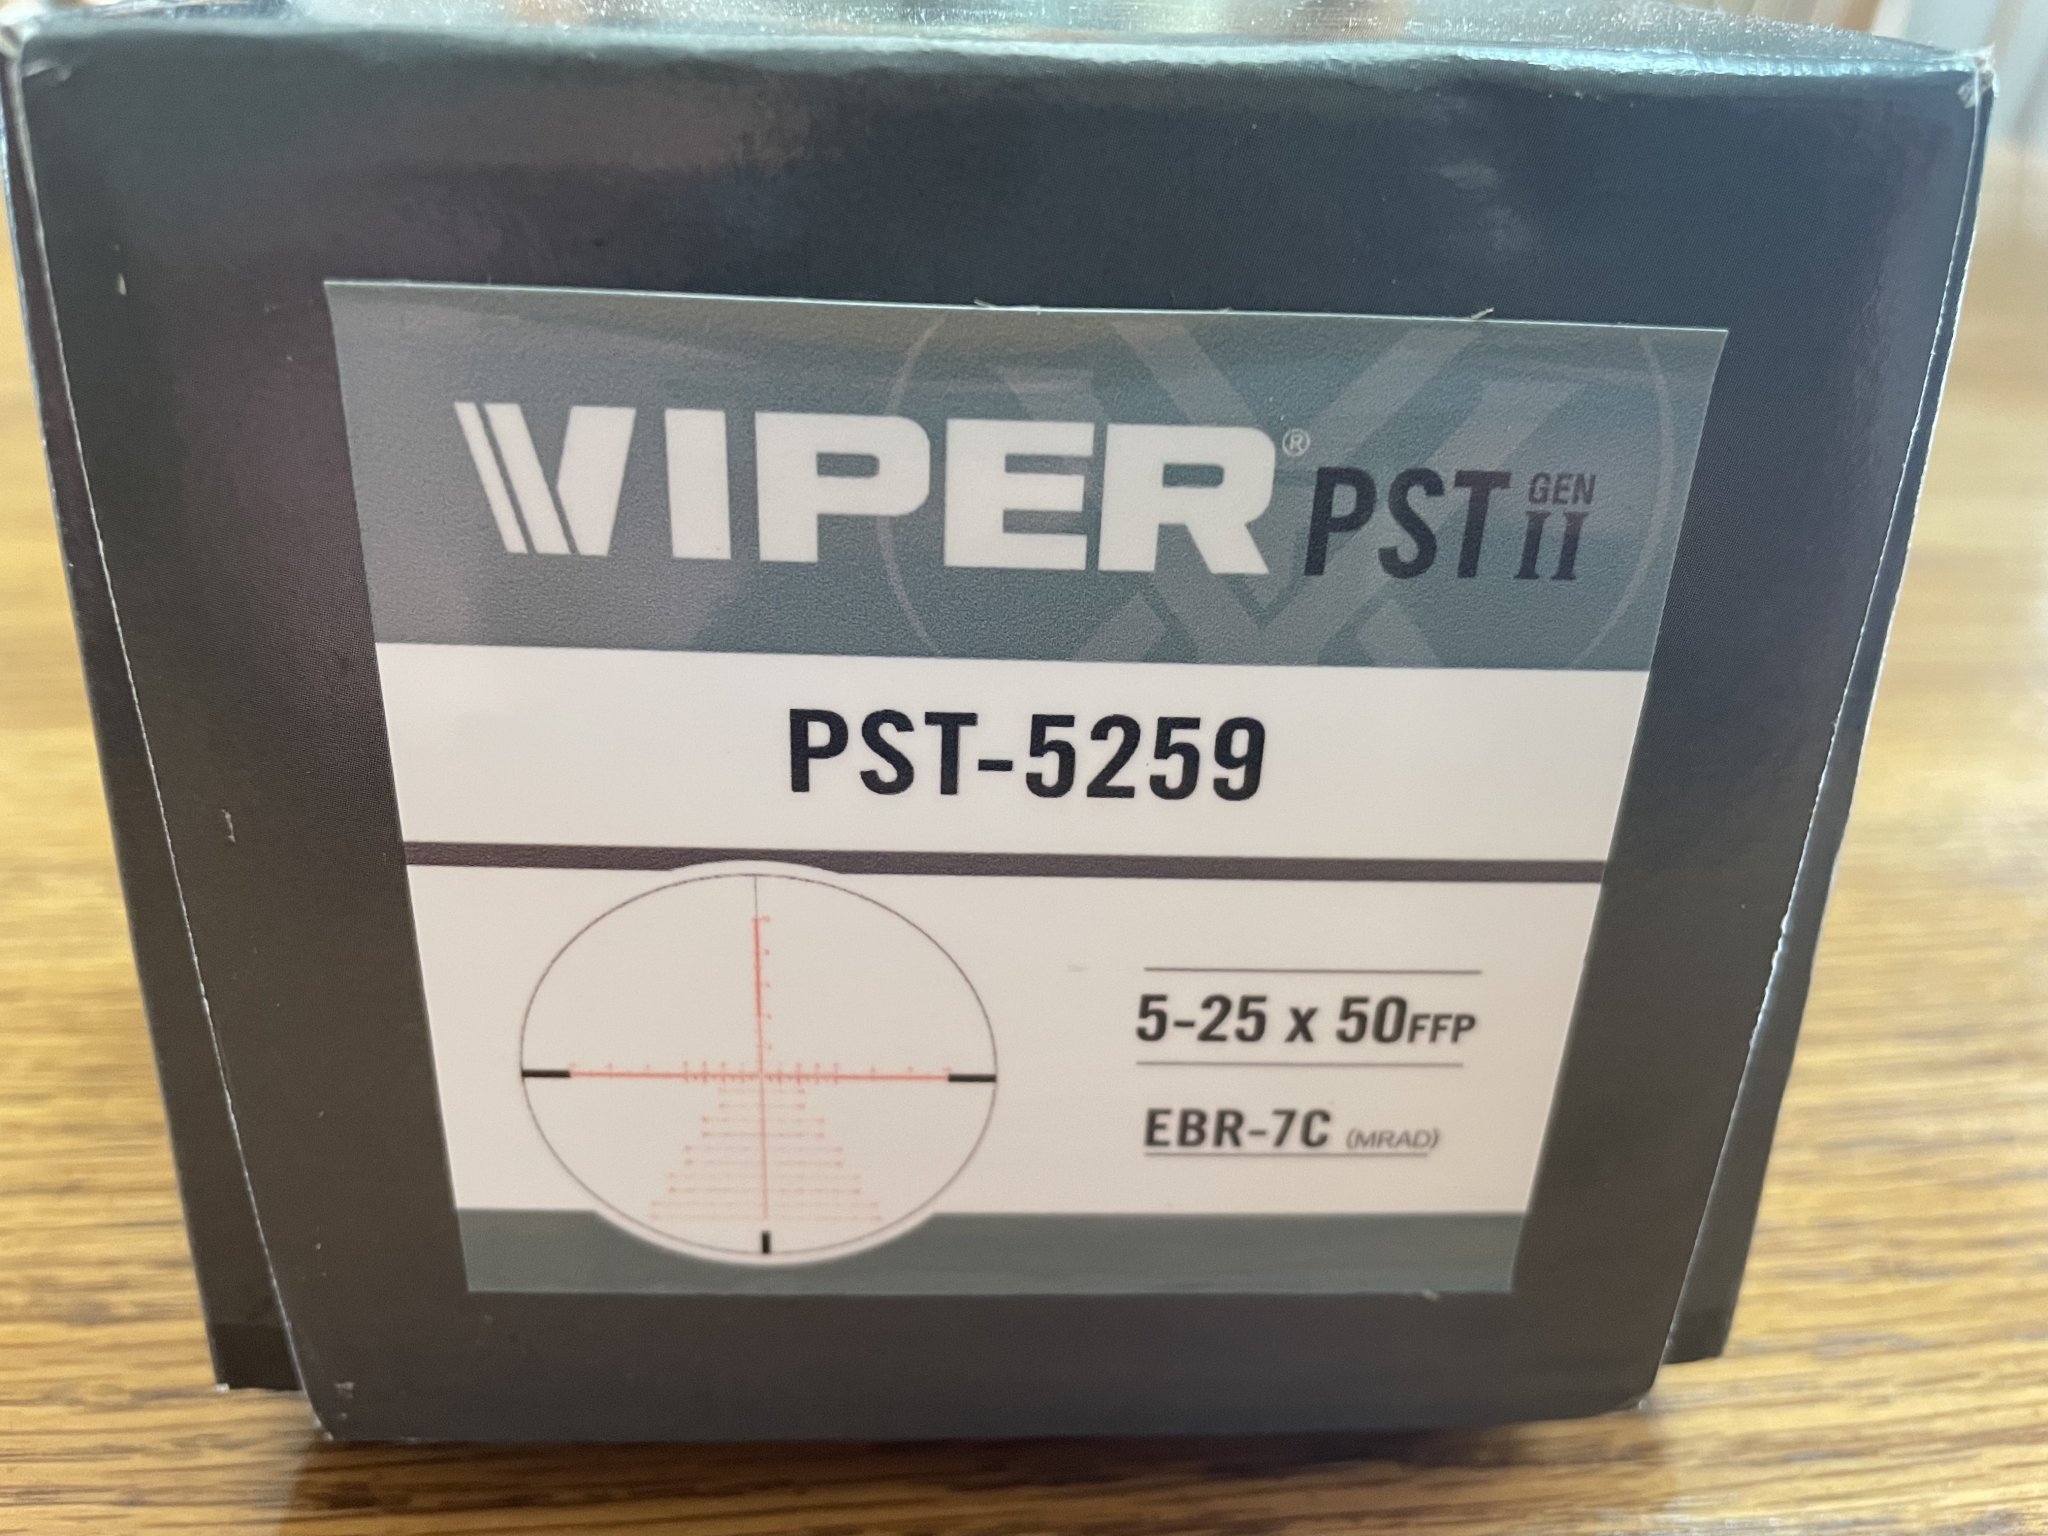 VIPER® PST GEN II
PST-5259
5-25 x 50FFP
EBR-7C (MRAD)